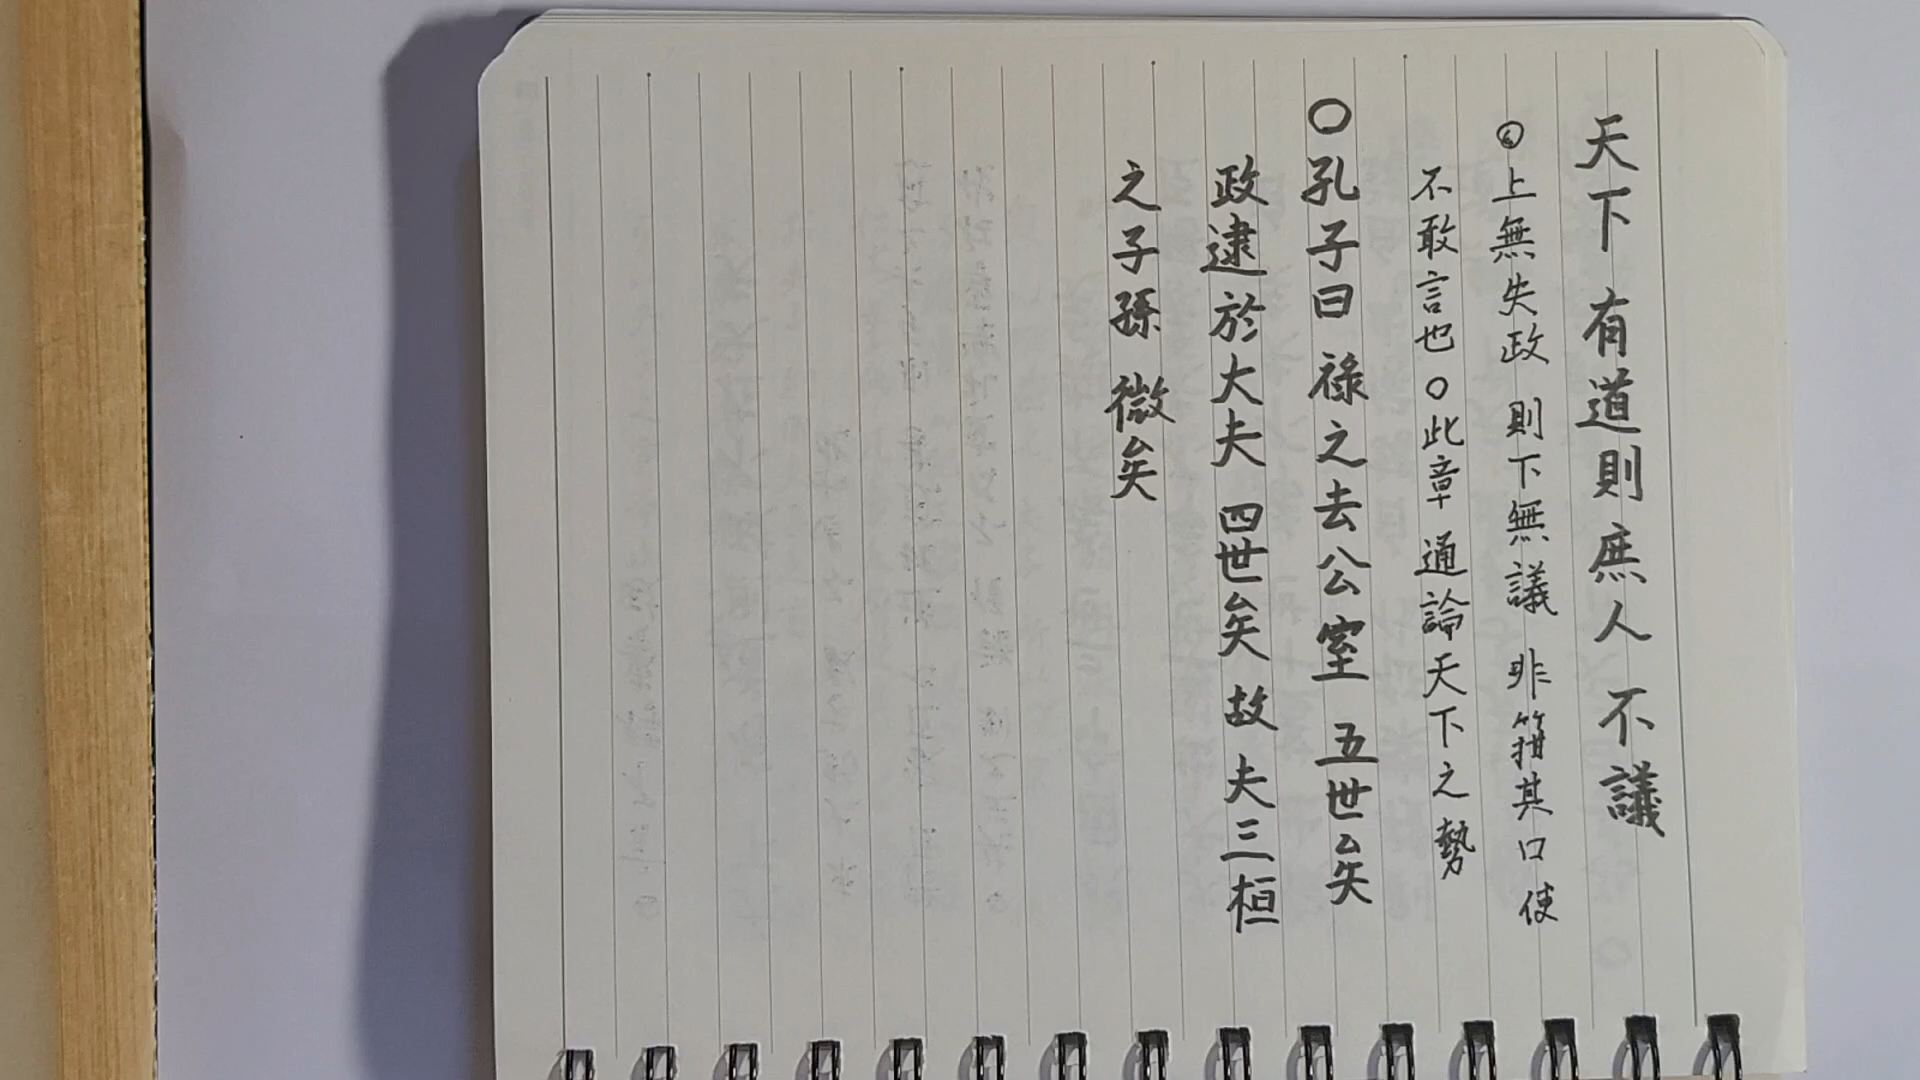 天下 有道則庶人 不議
◎上無失政 則下無議 非箝其口 使
不敢言也○此章 通論天下之勢
○孔子曰 祿之去公室 五世矣
政逮於大夫 四世矣 故 夫三桓
之子孫 微矣